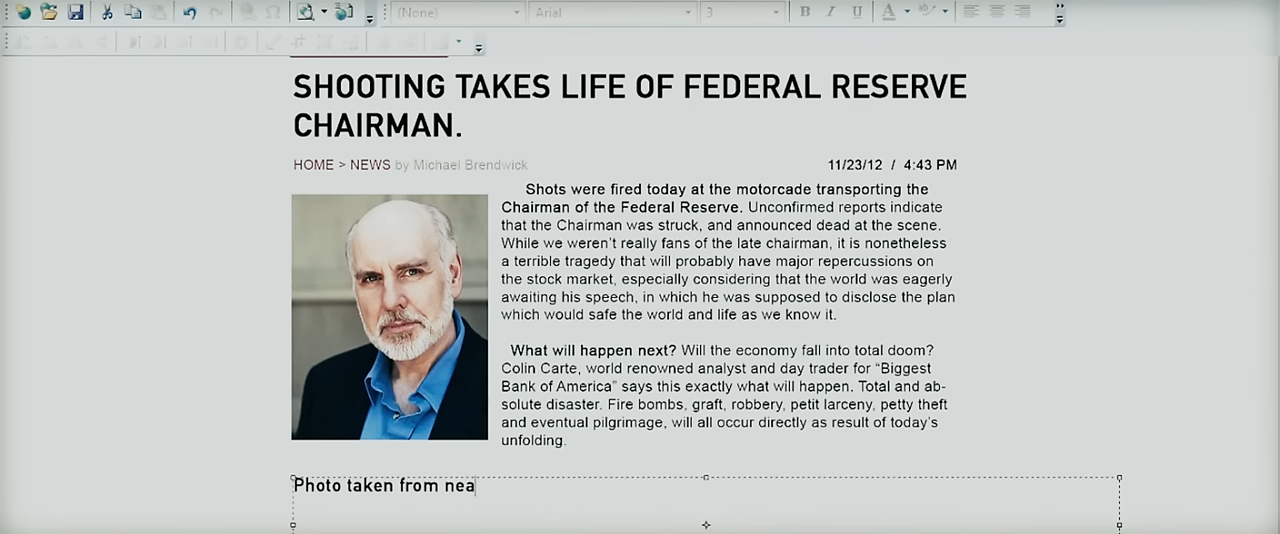 (None) Arial 3 B I U A
SHOOTING TAKES LIFE OF FEDERAL RESERVE
CHAIRMAN.
HOME > NEWS by Michael Brendwick 11/23/12 / 4:43 PM
Shots were fired today at the motorcade transporting the
Chairman of the Federal Reserve. Unconfirmed reports indicate
that the Chairman was struck, and announced dead at the scene.
While we weren't really fans of the late chairman, it is nonetheless
a terrible tragedy that will probably have major repercussions on
the stock market, especially considering that the world was eagerly
awaiting his speech, in which he was supposed to disclose the plan
which would safe the world and life as we know it.
What will happen next? Will the economy fall into total doom?
Colin Carte, world renowned analyst and day trader for “Biggest
Bank of America” says this exactly what will happen. Total and ab-
solute disaster. Fire bombs, graft, robbery, petit larceny, petty theft
and eventual pilgrimage, will all occur directly as result of today's
unfolding.
Photo taken from nea